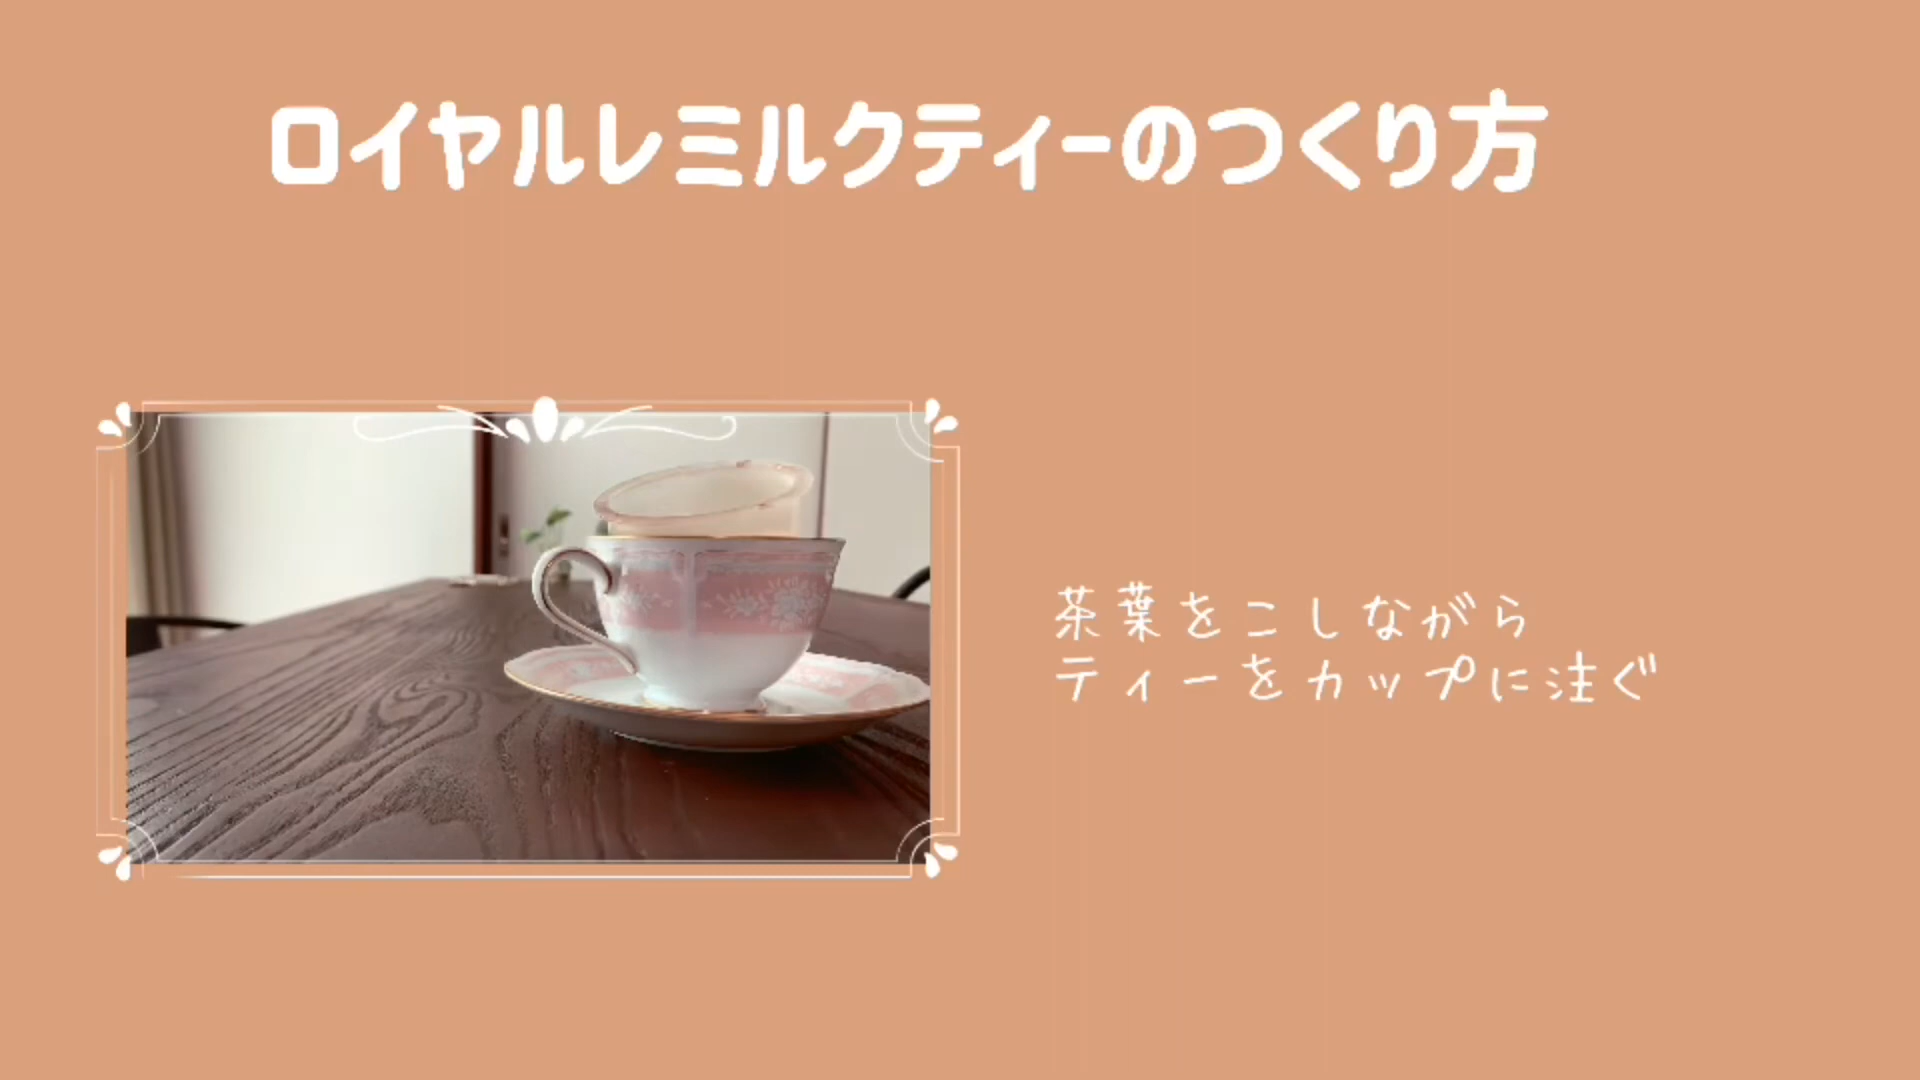 ロイヤルレミルクティーのつくり方
茶葉をこしながら
ティーをカップに注ぐ